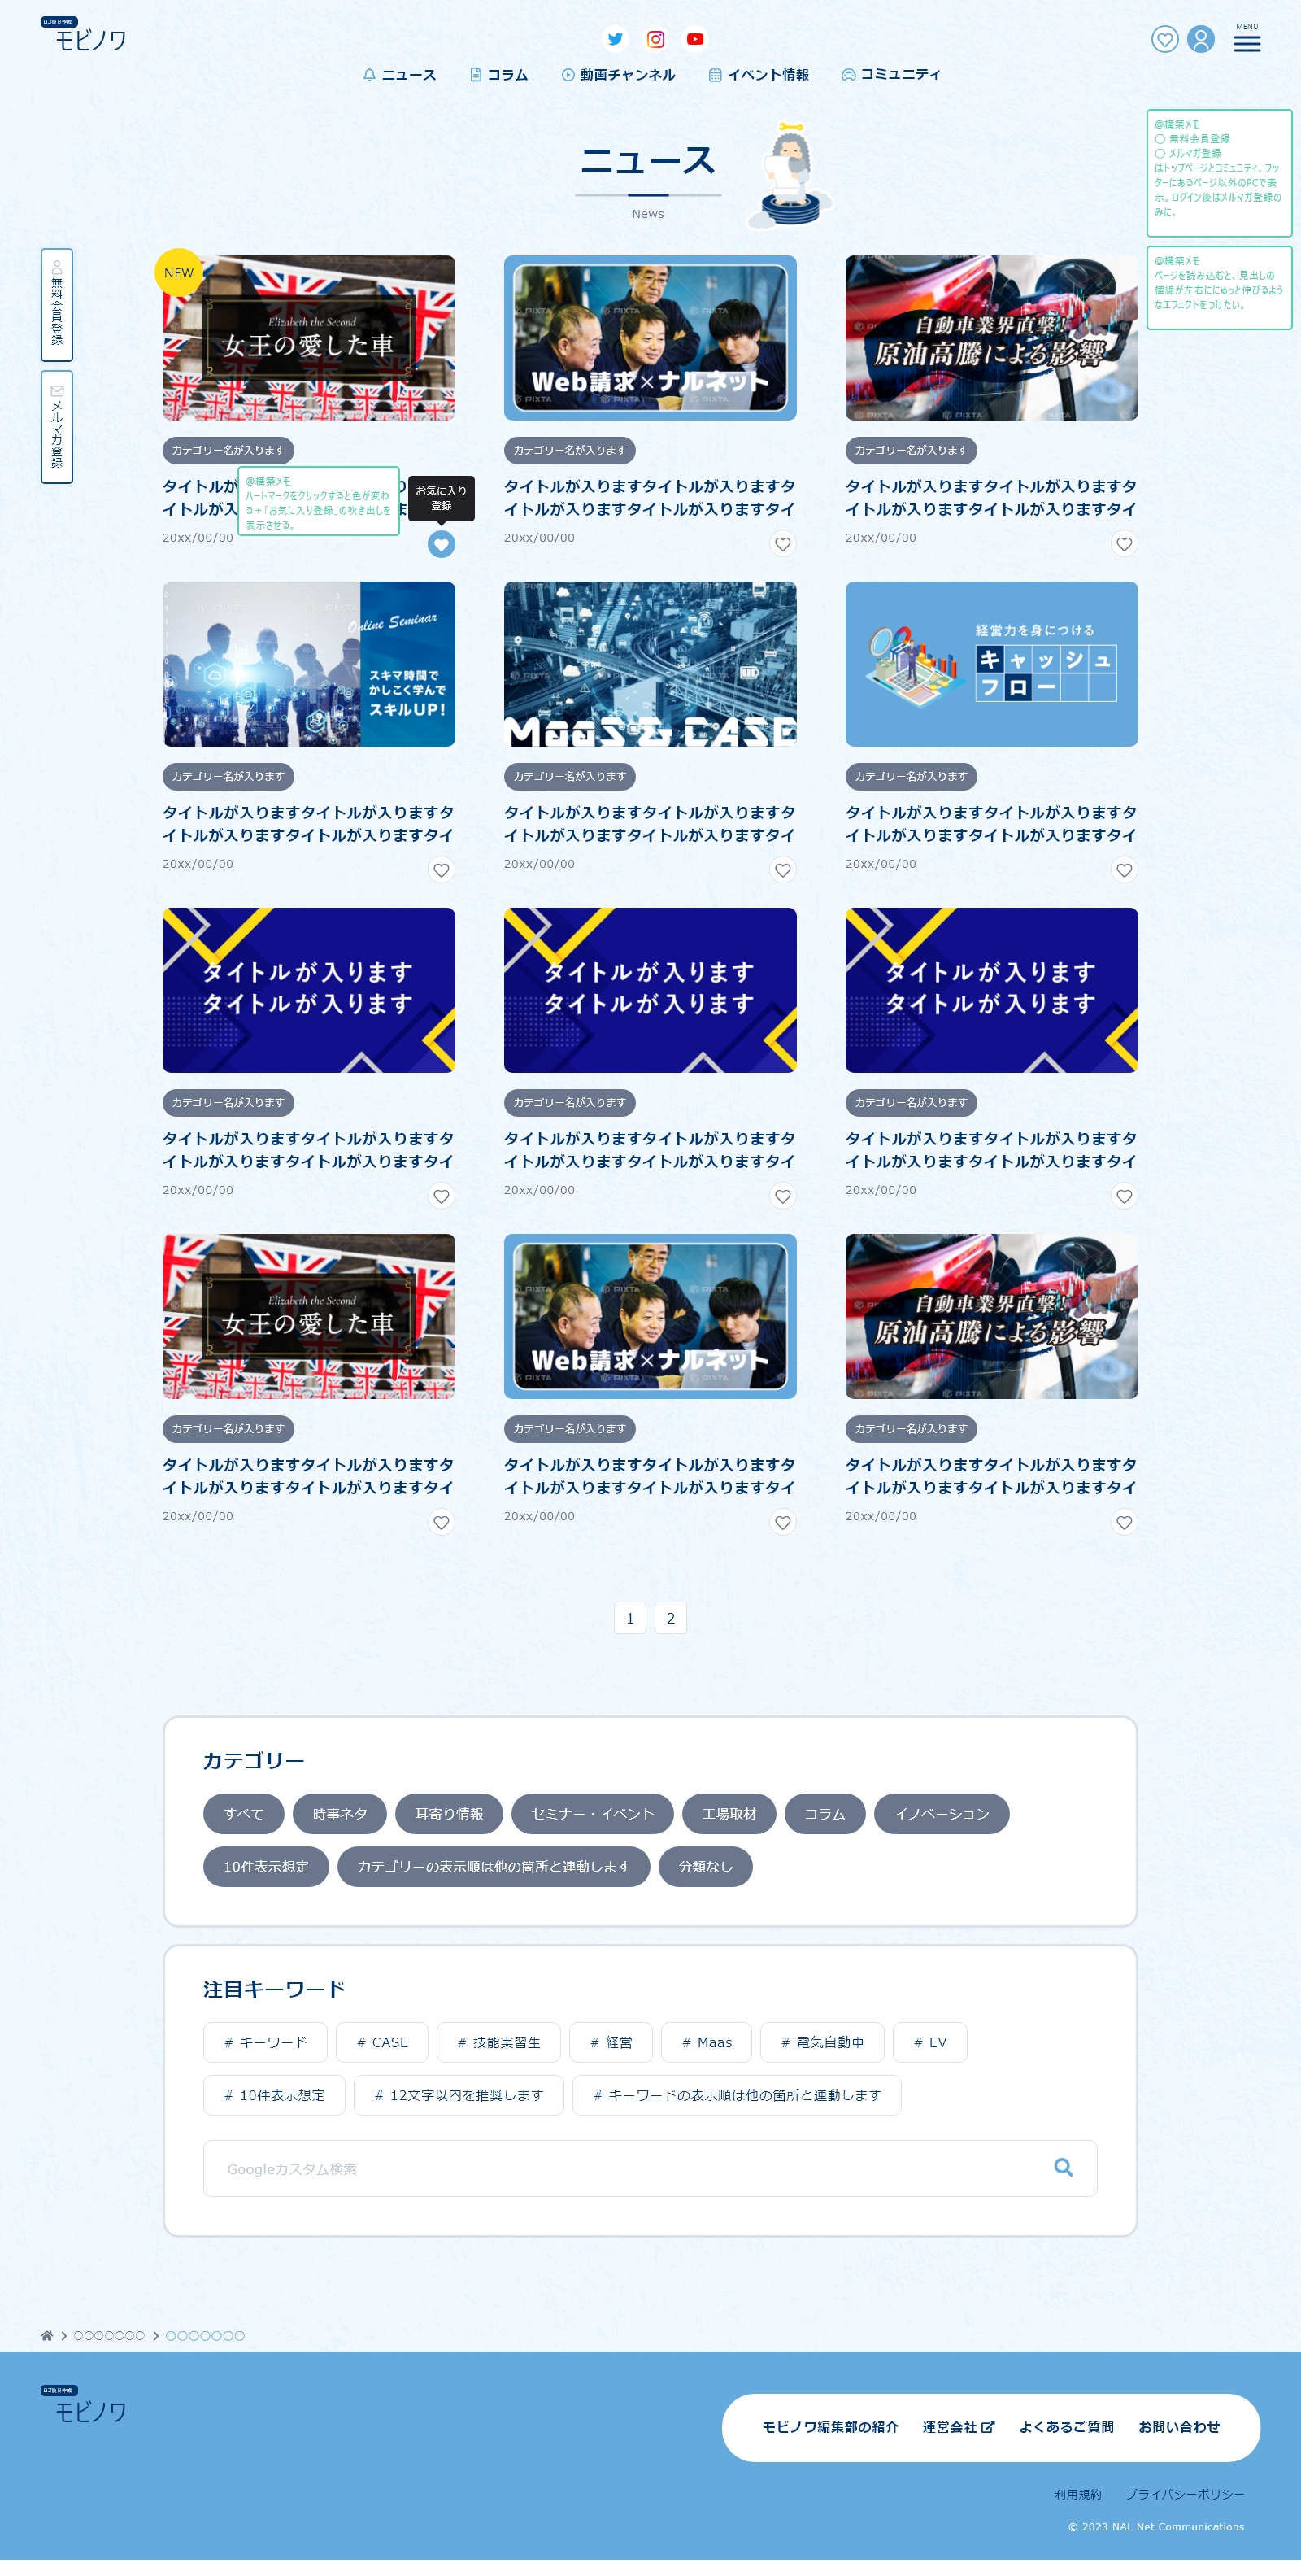 ロゴ後日作成
モビノワ
MENU
ニュース
コラム
動画チャンネル
イベント情報
コミュニティ
ニュース
News
@構築メモ
○ 無料会員登録
○ メルマガ登録
はトップページとコミュニティ、フッ
ターにあるページ以外のPCで表
示。ログイン後はメルマガ登録の
みに。
@構築メモ
ページを読み込むと、見出しの
横線が左右ににゅっと伸びるよう
なエフェクトをつけたい。
無料会員登録
メルマガ登録
NEW
Elizabeth the Second
女王の愛した車
Web請求×ナルネット
自動車業界直撃!
原油高騰による影響
カテゴリー名が入ります
カテゴリー名が入ります
カテゴリー名が入ります
タイトルが
イトルが入
@構築メモ
ハートマークをクリックすると色が変わ
る+「お気に入り登録」の吹き出しを
表示させる。
お気に入り
登録
タイトルが入りますタイトルが入りますタ
イトルが入りますタイトルが入りますタイ
タイトルが入りますタイトルが入りますタ
イトルが入りますタイトルが入りますタイ
20xx/00/00
20xx/00/00
20xx/00/00
Online Seminar
スキマ時間で
かしこく学んで
スキルUP!
MaaS & CASE
経営力を身につける
キャッシュ
フロー
カテゴリー名が入ります
カテゴリー名が入ります
カテゴリー名が入ります
タイトルが入りますタイトルが入りますタ
イトルが入りますタイトルが入りますタイ
タイトルが入りますタイトルが入りますタ
イトルが入りますタイトルが入りますタイ
タイトルが入りますタイトルが入りますタ
イトルが入りますタイトルが入りますタイ
20xx/00/00
20xx/00/00
20xx/00/00
タイトルが入ります
タイトルが入ります
タイトルが入ります
タイトルが入ります
タイトルが入ります
タイトルが入ります
カテゴリー名が入ります
カテゴリー名が入ります
カテゴリー名が入ります
タイトルが入りますタイトルが入りますタ
イトルが入りますタイトルが入りますタイ
タイトルが入りますタイトルが入りますタ
イトルが入りますタイトルが入りますタイ
タイトルが入りますタイトルが入りますタ
イトルが入りますタイトルが入りますタイ
20xx/00/00
20xx/00/00
20xx/00/00
Elizabeth the Second
女王の愛した車
Web請求×ナルネット
自動車業界直撃!
原油高騰による影響
カテゴリー名が入ります
カテゴリー名が入ります
カテゴリー名が入ります
タイトルが入りますタイトルが入りますタ
イトルが入りますタイトルが入りますタイ
タイトルが入りますタイトルが入りますタ
イトルが入りますタイトルが入りますタイ
タイトルが入りますタイトルが入りますタ
イトルが入りますタイトルが入りますタイ
20xx/00/00
20xx/00/00
20xx/00/00
1
2
カテゴリー
すべて
時事ネタ
耳寄り情報
セミナー・イベント
工場取材
コラム
イノベーション
10件表示想定
カテゴリーの表示順は他の箇所と連動します
分類なし
注目キーワード
# キーワード
# CASE
# 技能実習生
# 経営
# Maas
# 電気自動車
# EV
# 10件表示想定
# 12文字以内を推奨します
# キーワードの表示順は他の箇所と連動します
Googleカスタム検索
〇〇〇〇〇〇〇
〇〇〇〇〇〇〇
ロゴ後日作成
モビノワ
モビノワ編集部の紹介
運営会社
よくあるご質問
お問い合わせ
利用規約
プライバシーポリシー
© 2023 NAL Net Communications